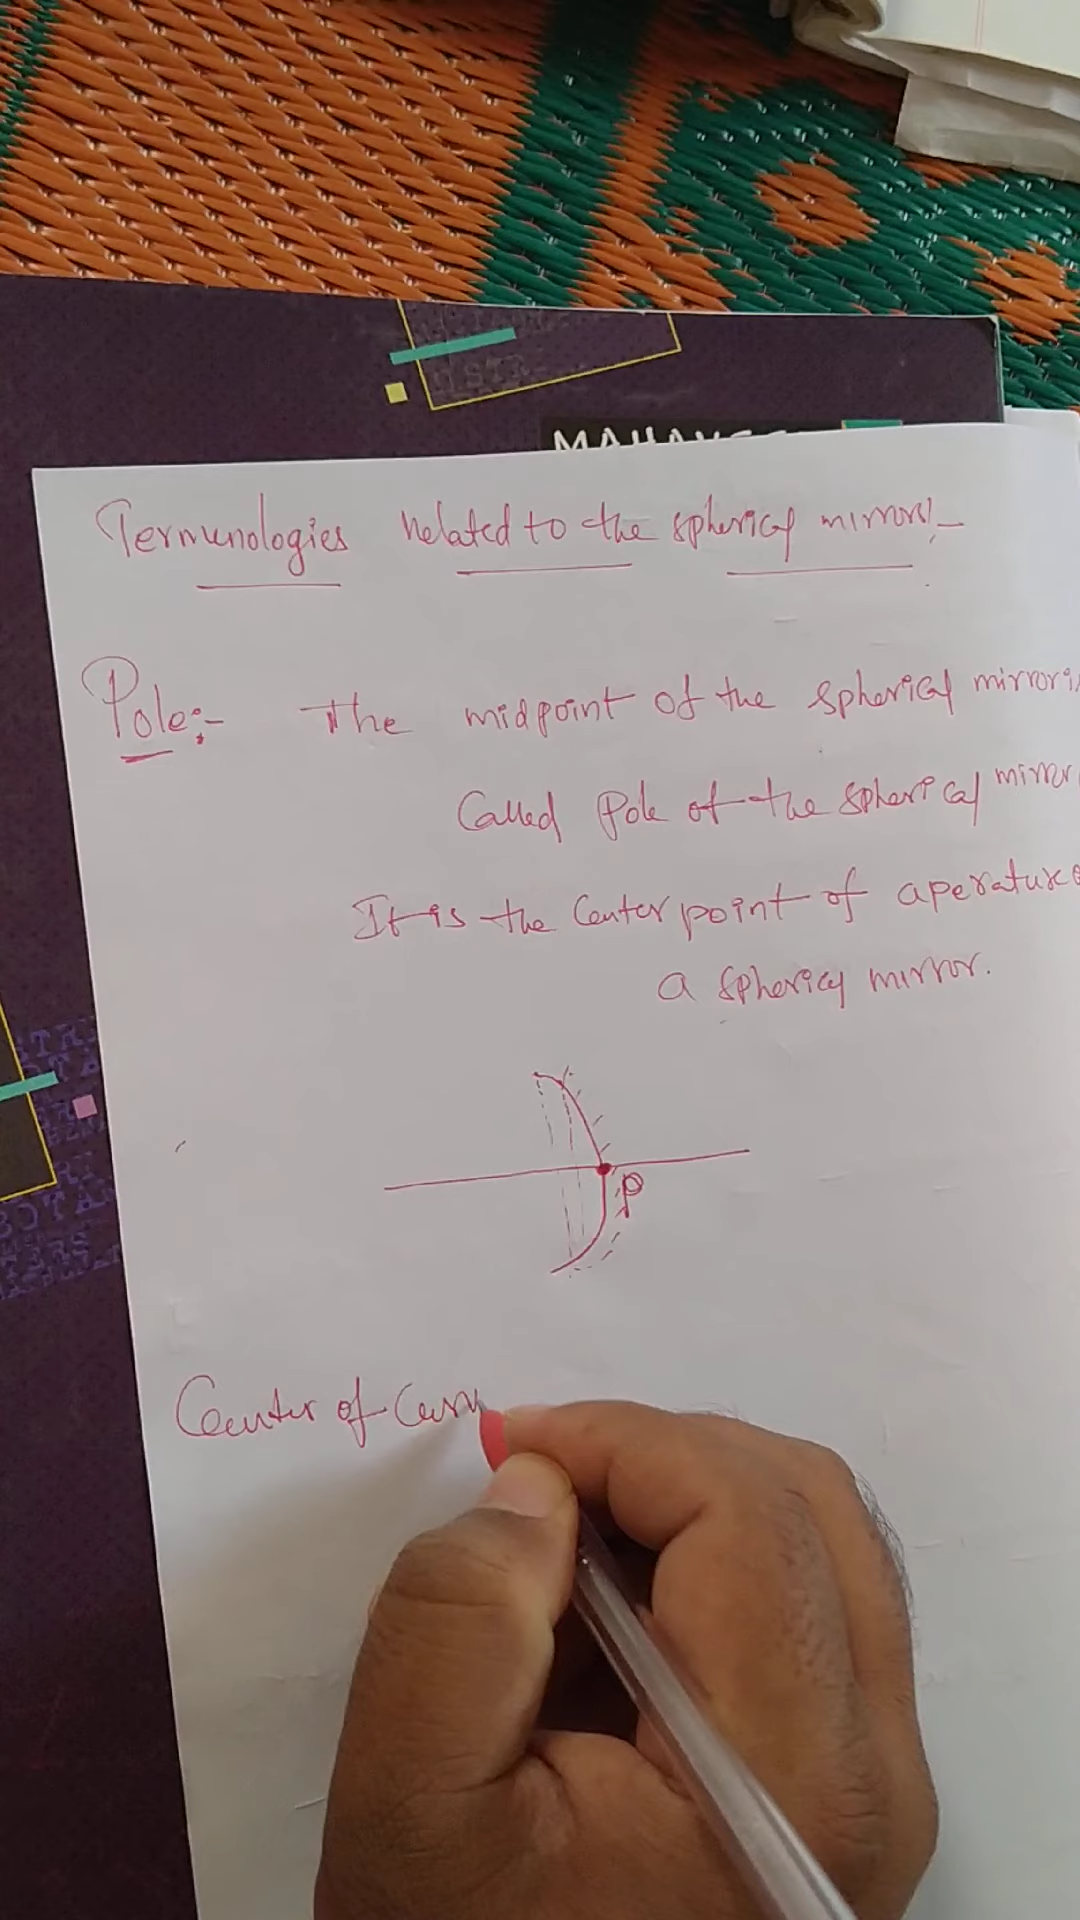 MAHAV
Termunologies related to the spherical mirrors:-
Pole:- The midpoint of the spherical mirror is
Called Pole of the spherical mirror
It is the Center point of aperature
a spherical mirror.
P
Center of Curv